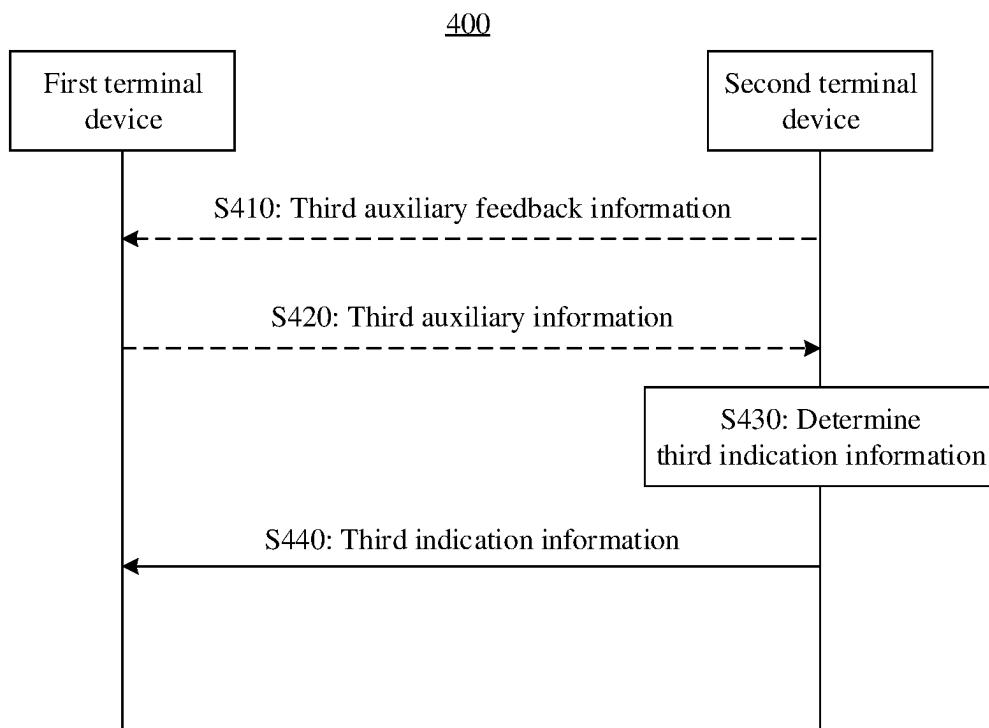 400
First terminal
device
Second terminal
device
S410: Third auxiliary feedback information
S420: Third auxiliary information
S430: Determine
third indication information
S440: Third indication information